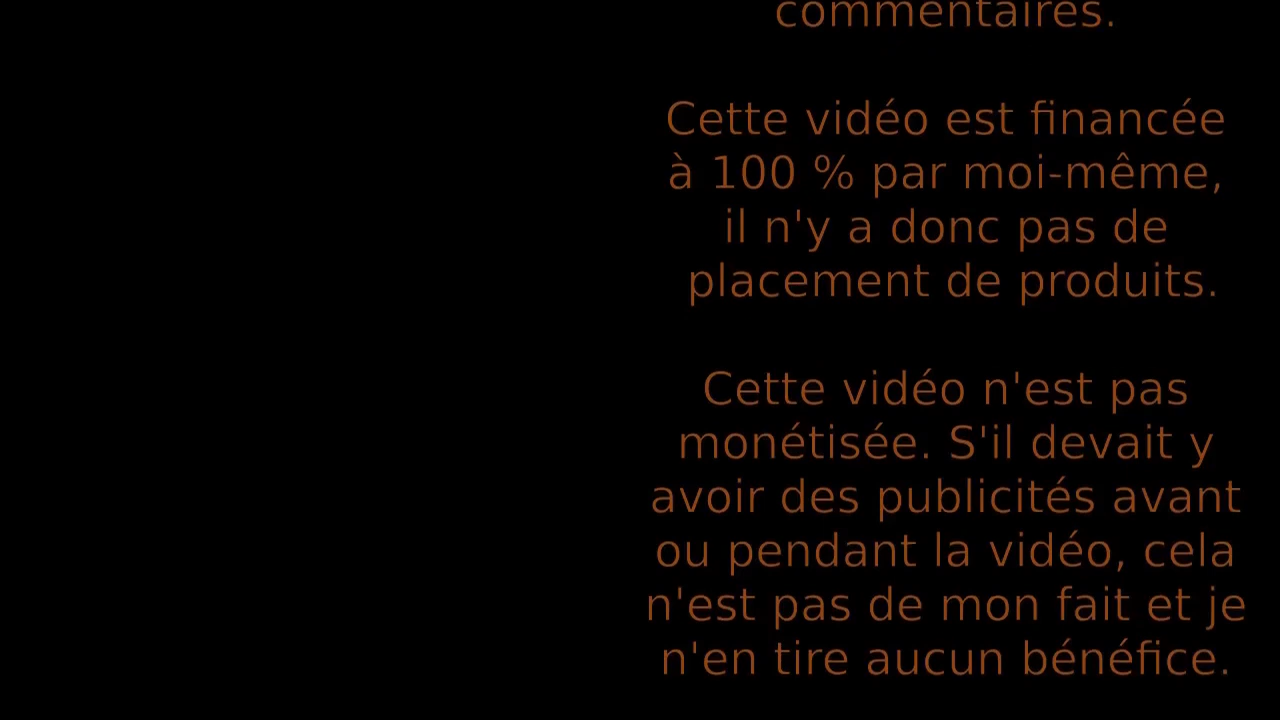 commentaires.
Cette vidéo est financée
à 100 % par moi-même,
il n'y a donc pas de
placement de produits.
Cette vidéo n'est pas
monétisée. S'il devait y
avoir des publicités avant
ou pendant la vidéo, cela
n'est pas de mon fait et je
n'en tire aucun bénéfice.